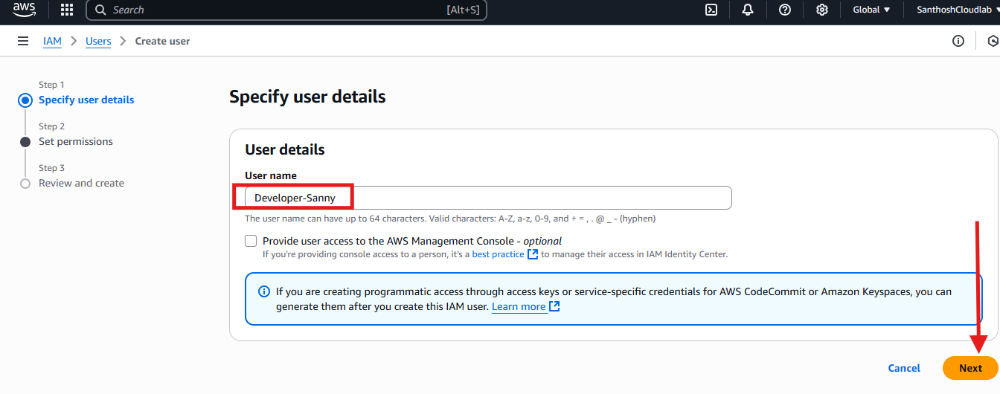 aws
Search [Alt+S] Global SanthoshCloudlab
IAM > Users > Create user
Step 1
Specify user details
Step 2
Set permissions
Step 3
Review and create
Specify user details
User details
User name
Developer-Sanny
The user name can have up to 64 characters. Valid characters: A-Z, a-z, 0-9, and + = , . @ _ - (hyphen)
Provide user access to the AWS Management Console - optional
If you're providing console access to a person, it's a best practice to manage their access in IAM Identity Center.
If you are creating programmatic access through access keys or service-specific credentials for AWS CodeCommit or Amazon Keyspaces, you can
generate them after you create this IAM user. Learn more
Cancel Next